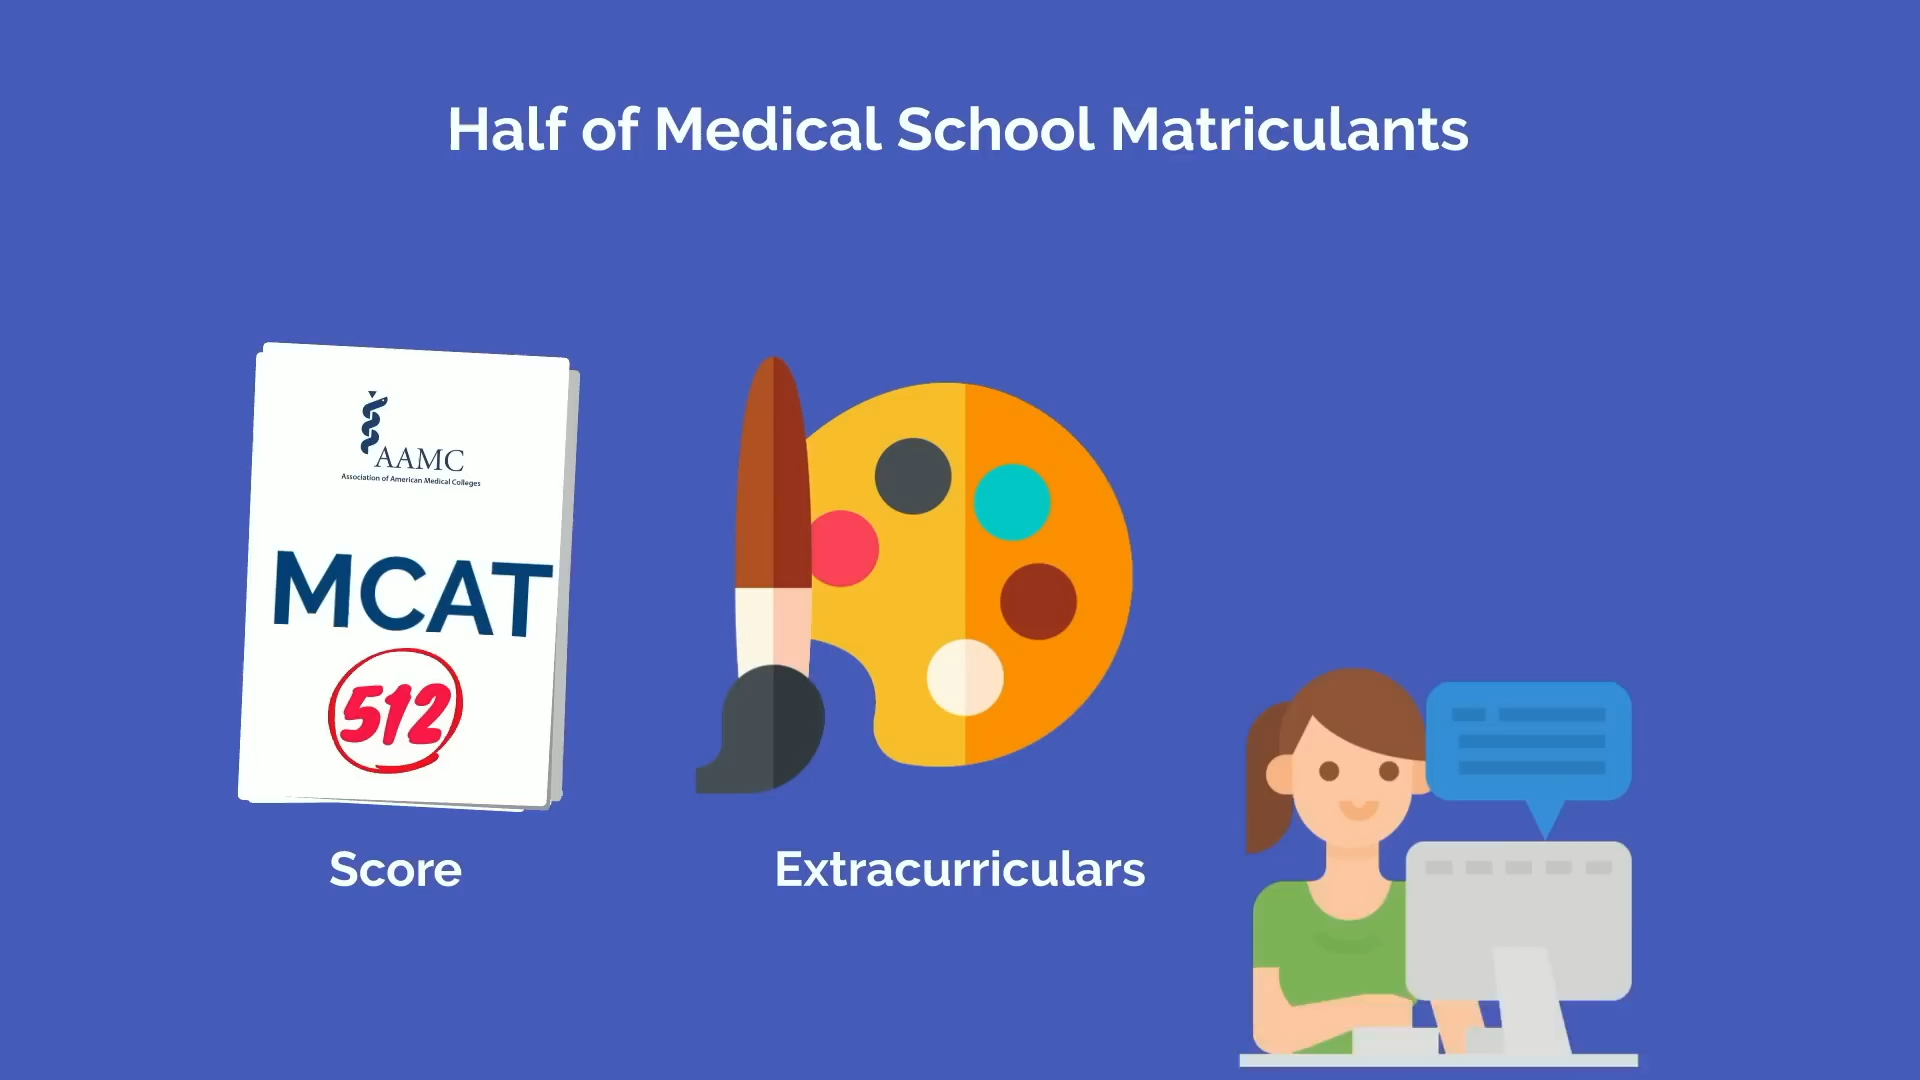 Half of Medical School Matriculants
AAMC
Association of American Medical Colleges
MCAT
512
Score
Extracurriculars